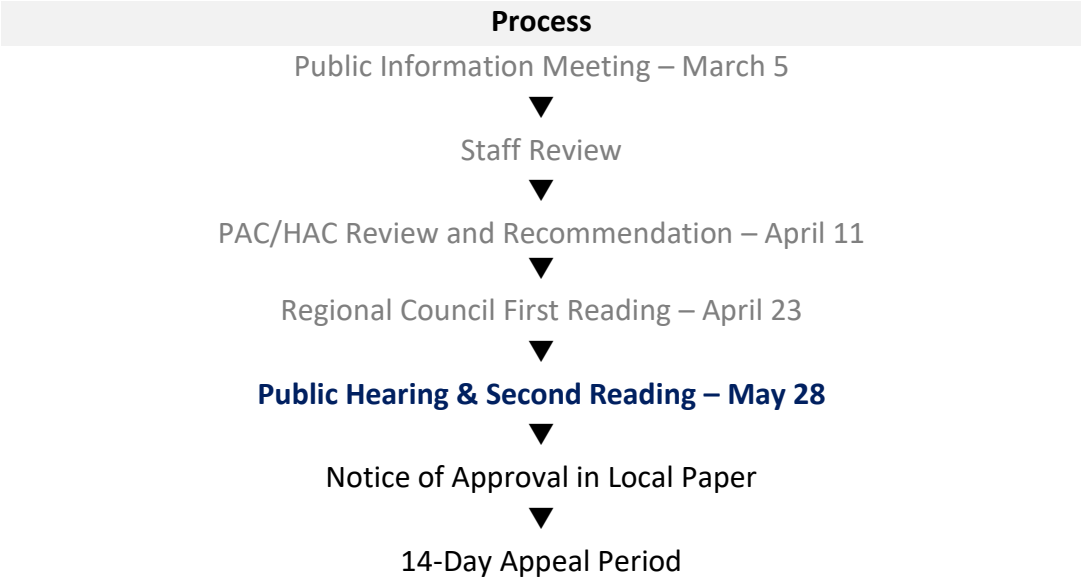 Process
Public Information Meeting – March 5
Staff Review
PAC/HAC Review and Recommendation – April 11
Regional Council First Reading – April 23
Public Hearing & Second Reading – May 28
Notice of Approval in Local Paper
14-Day Appeal Period